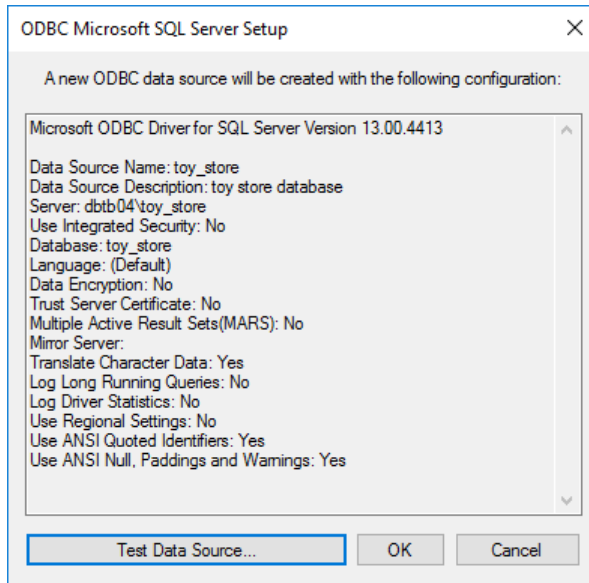 ODBC Microsoft SQL Server Setup
A new ODBC data source will be created with the following configuration:
Microsoft ODBC Driver for SQL Server Version 13.00.4413
Data Source Name: toy_store
Data Source Description: toy store database
Server: dbtb04\toy_store
Use Integrated Security: No
Database: toy_store
Language: (Default)
Data Encryption: No
Trust Server Certificate: No
Multiple Active Result Sets(MARS): No
Mirror Server:
Translate Character Data: Yes
Log Long Running Queries: No
Log Driver Statistics: No
Use Regional Settings: No
Use ANSI Quoted Identifiers: Yes
Use ANSI Null, Paddings and Warnings: Yes
Test Data Source... OK Cancel